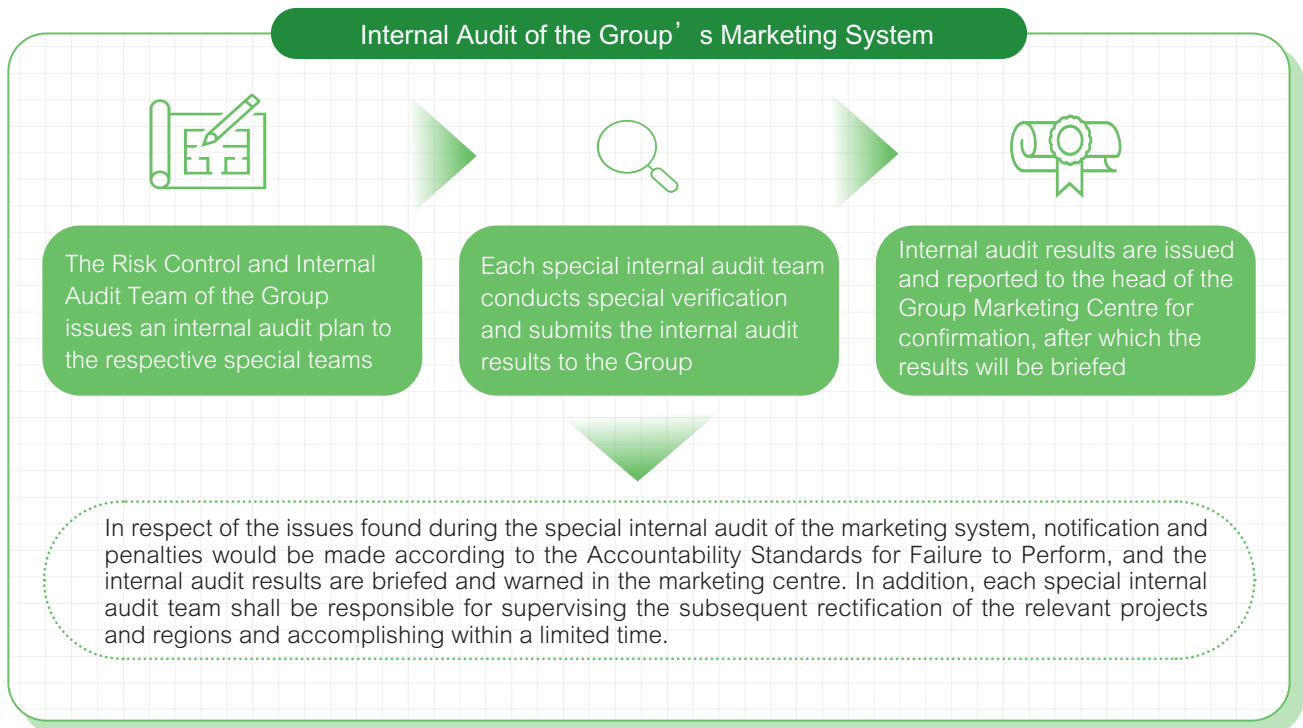 Internal Audit of the Group’s Marketing System
The Risk Control and Internal
Audit Team of the Group
issues an internal audit plan to
the respective special teams
Each special internal audit team
conducts special verification
and submits the internal audit
results to the Group
Internal audit results are issued
and reported to the head of the
Group Marketing Centre for
confirmation, after which the
results will be briefed
In respect of the issues found during the special internal audit of the marketing system, notification and
penalties would be made according to the Accountability Standards for Failure to Perform, and the
internal audit results are briefed and warned in the marketing centre. In addition, each special internal
audit team shall be responsible for supervising the subsequent rectification of the relevant projects
and regions and accomplishing within a limited time.